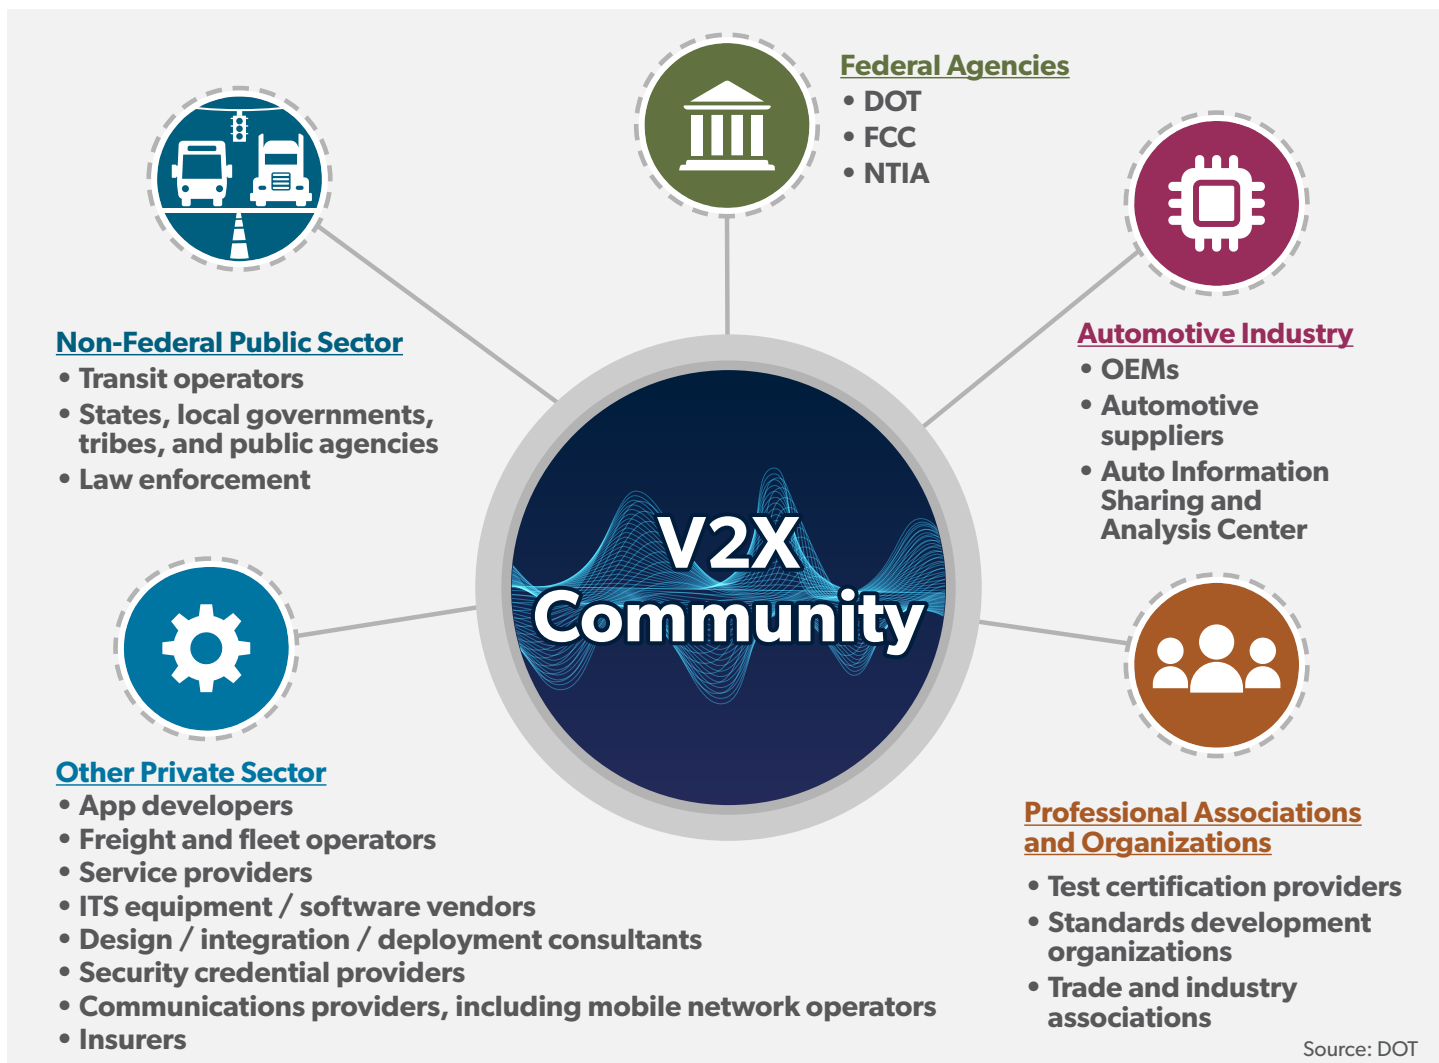 Federal Agencies
• DOT
• FCC
• NTIA
Non-Federal Public Sector
• Transit operators
• States, local governments,
tribes, and public agencies
• Law enforcement
Automotive Industry
• OEMs
• Automotive
suppliers
• Auto Information
Sharing and
Analysis Center
V2X
Community
Other Private Sector
• App developers
• Freight and fleet operators
• Service providers
• ITS equipment / software vendors
• Design / integration / deployment consultants
• Security credential providers
• Communications providers, including mobile network operators
• Insurers
Professional Associations
and Organizations
• Test certification providers
• Standards development
organizations
• Trade and industry
associations
Source: DOT